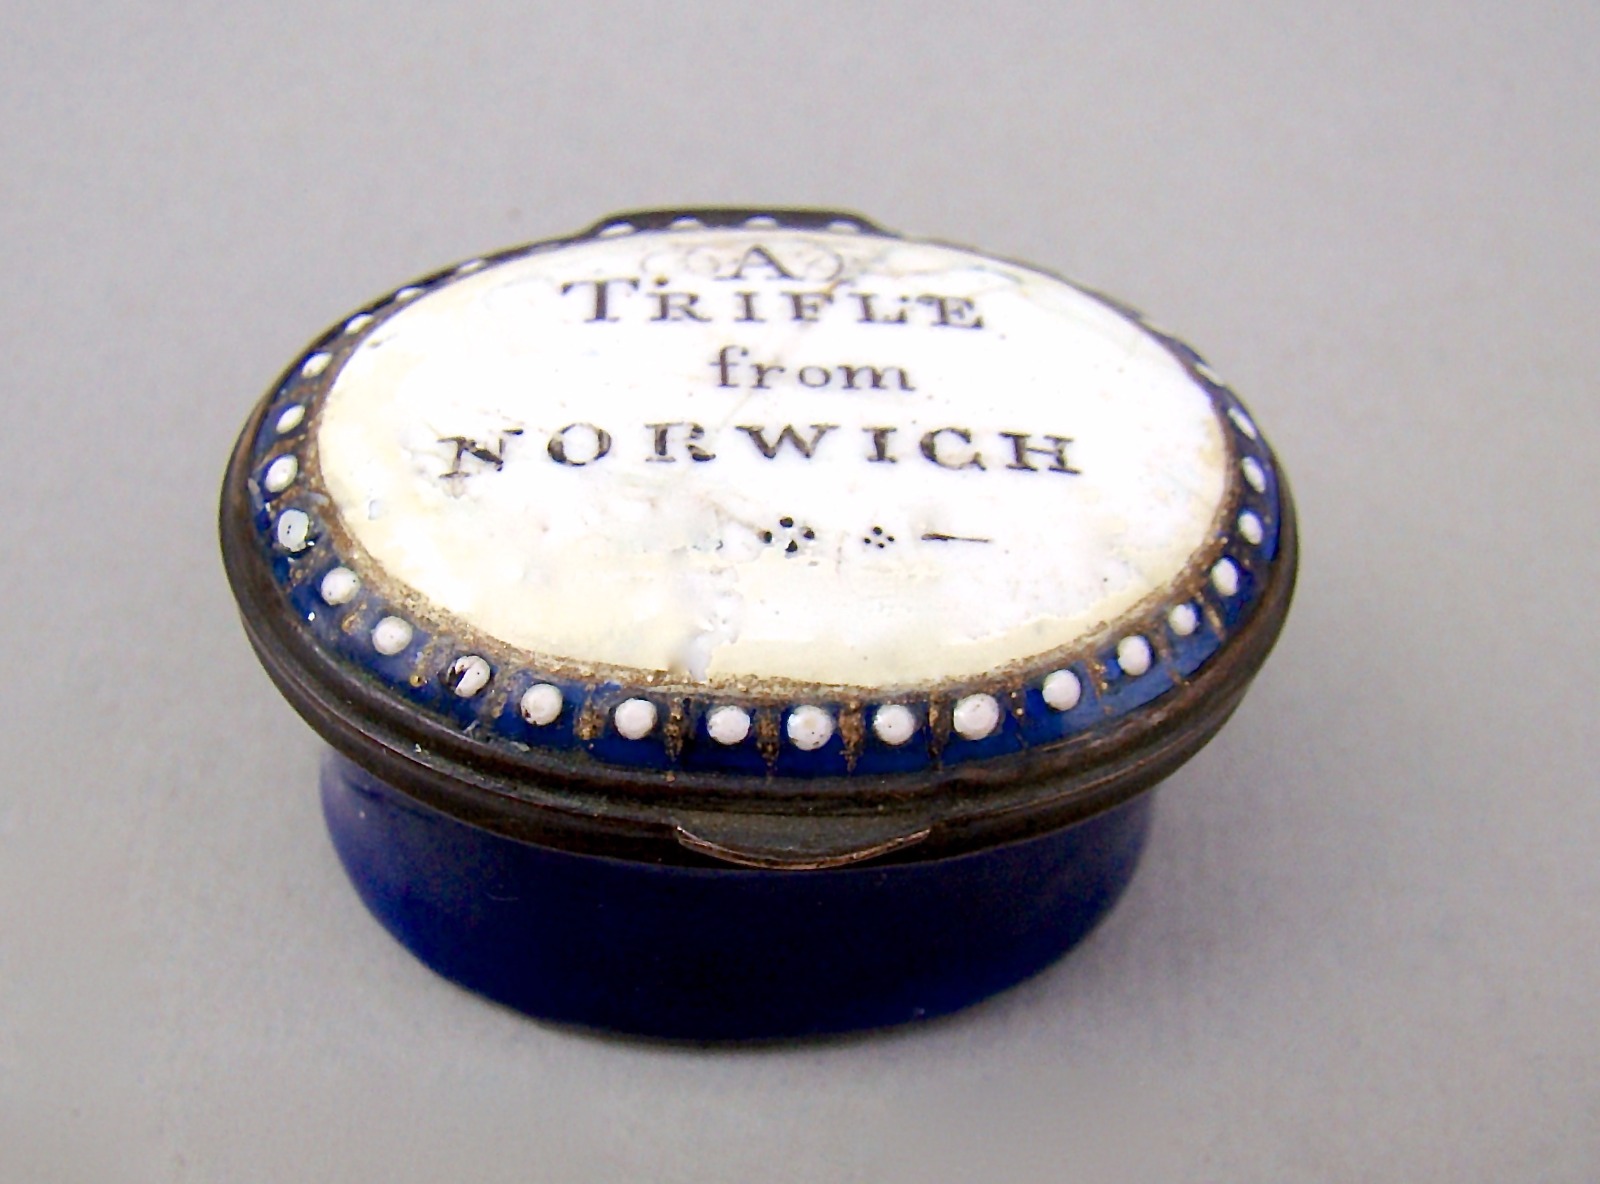 A
TRIFLE
from
NORWICH